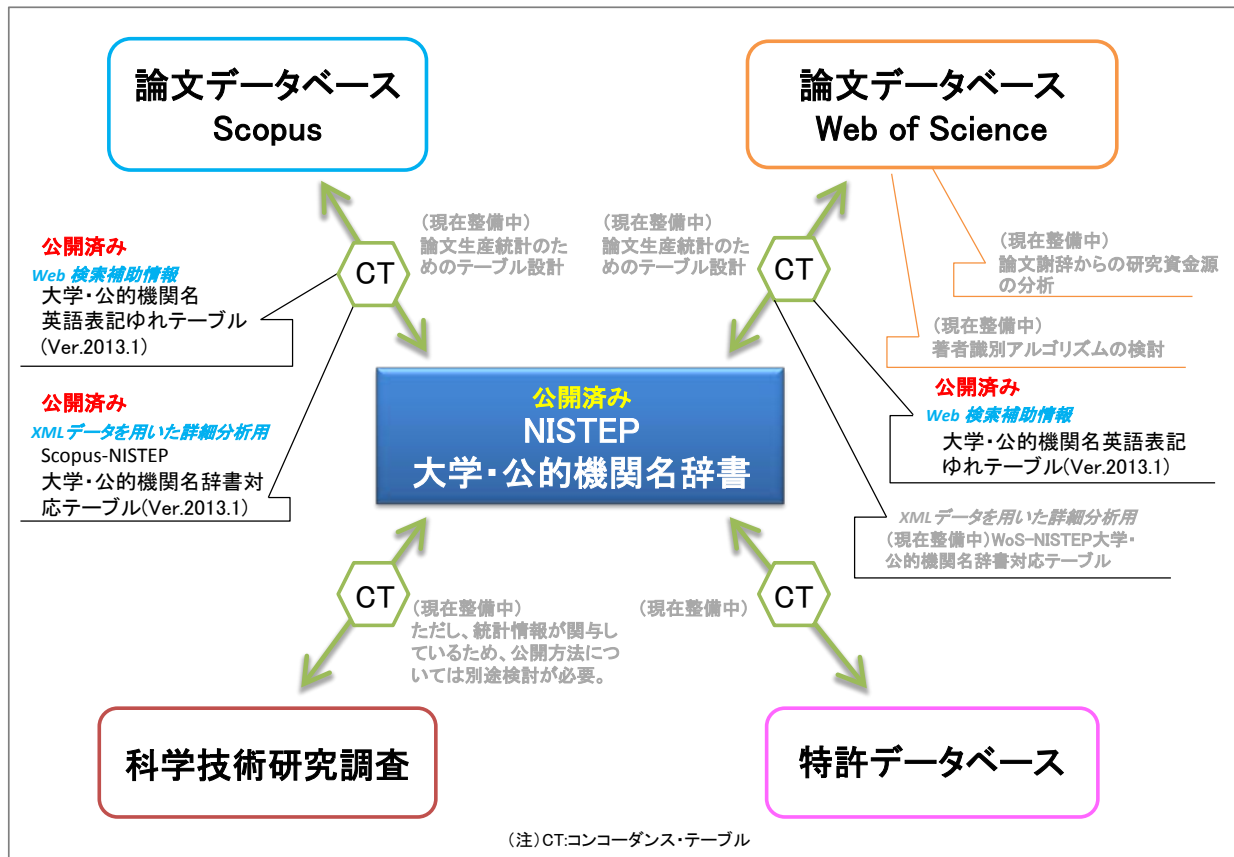 論文データベース
Scopus
論文データベース
Web of Science
公開済み
Web 検索補助情報
大学・公的機関名
英語表記ゆれテーブル
(Ver.2013.1)
CT
（現在整備中）
論文生産統計のた
めのテーブル設計
（現在整備中）
論文生産統計のた
めのテーブル設計
CT
（現在整備中）
論文謝辞からの研究資金源
の分析
（現在整備中）
著者識別アルゴリズムの検討
公開済み
XMLデータを用いた詳細分析用
Scopus-NISTEP
大学・公的機関名辞書対
応テーブル(Ver.2013.1)
公開済み
NISTEP
大学・公的機関名辞書
公開済み
Web 検索補助情報
大学・公的機関名英語表記
ゆれテーブル(Ver.2013.1)
XMLデータを用いた詳細分析用
（現在整備中）WoS-NISTEP大学・
公的機関名辞書対応テーブル
CT
（現在整備中）
ただし、統計情報が関与し
ているため、公開方法につ
いては別途検討が必要。
（現在整備中）
CT
科学技術研究調査
特許データベース
（注）CT:コンコーダンス・テーブル